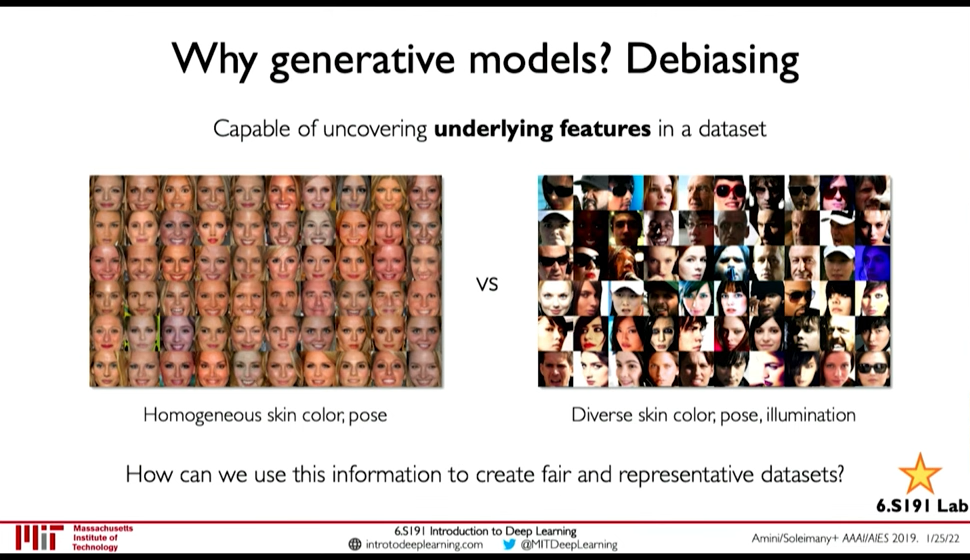 Why generative models? Debiasing
Capable of uncovering underlying features in a dataset
vs
Homogeneous skin color, pose
Diverse skin color, pose, illumination
How can we use this information to create fair and representative datasets?
6.S191 Lab
Massachusetts
Institute of
Technology
6.S191 Introduction to Deep Learning
introtodeeplearning.com @MITDeepLearning
Amini/Soleimany+ AAAI/AIES 2019. 1/25/22